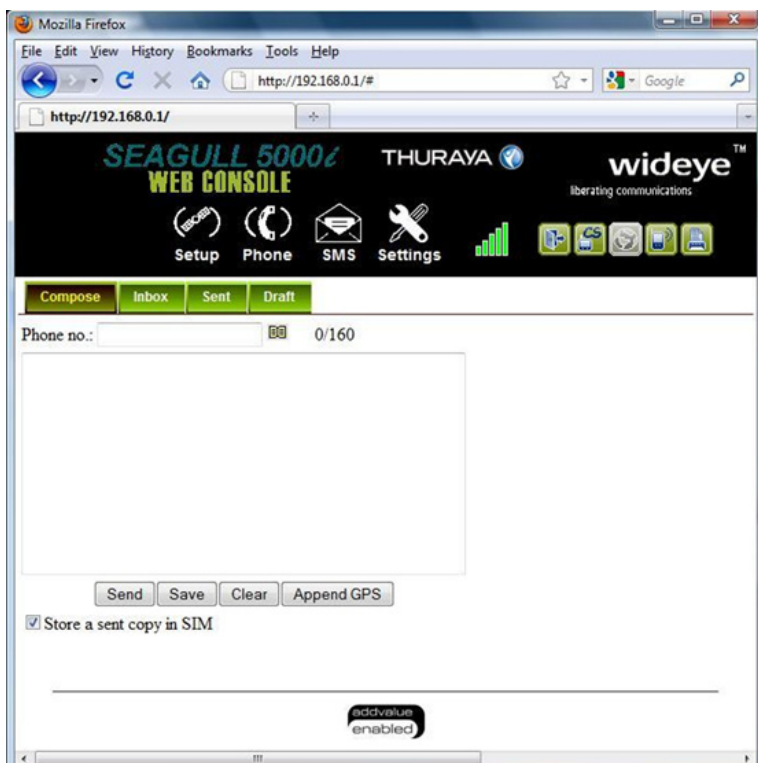 Mozilla Firefox
File Edit View History Bookmarks Tools Help
http://192.168.0.1/#
Google
http://192.168.0.1/
SEAGULL 5000i THURAYA wideye™
WEB CONSOLE liberating communications
CS
Setup Phone SMS Settings
Compose Inbox Sent Draft
Phone no.: 0/160
Send Save Clear Append GPS
Store a sent copy in SIM
addvalue
enabled